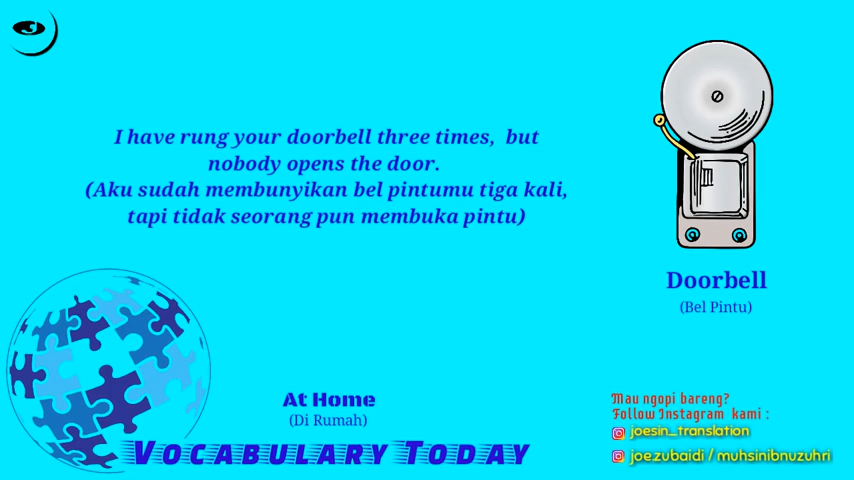 I have rung your doorbell three times, but
nobody opens the door.
(Aku sudah membunyikan bel pintumu tiga kali,
tapi tidak seorang pun membuka pintu)
Doorbell
(Bel Pintu)
At Home
(Di Rumah)
Vocabulary Today
Mau ngopi bareng?
Follow Instagram kami :
joesin_translation
joe.zubaidi / muhsinibnuzuhri